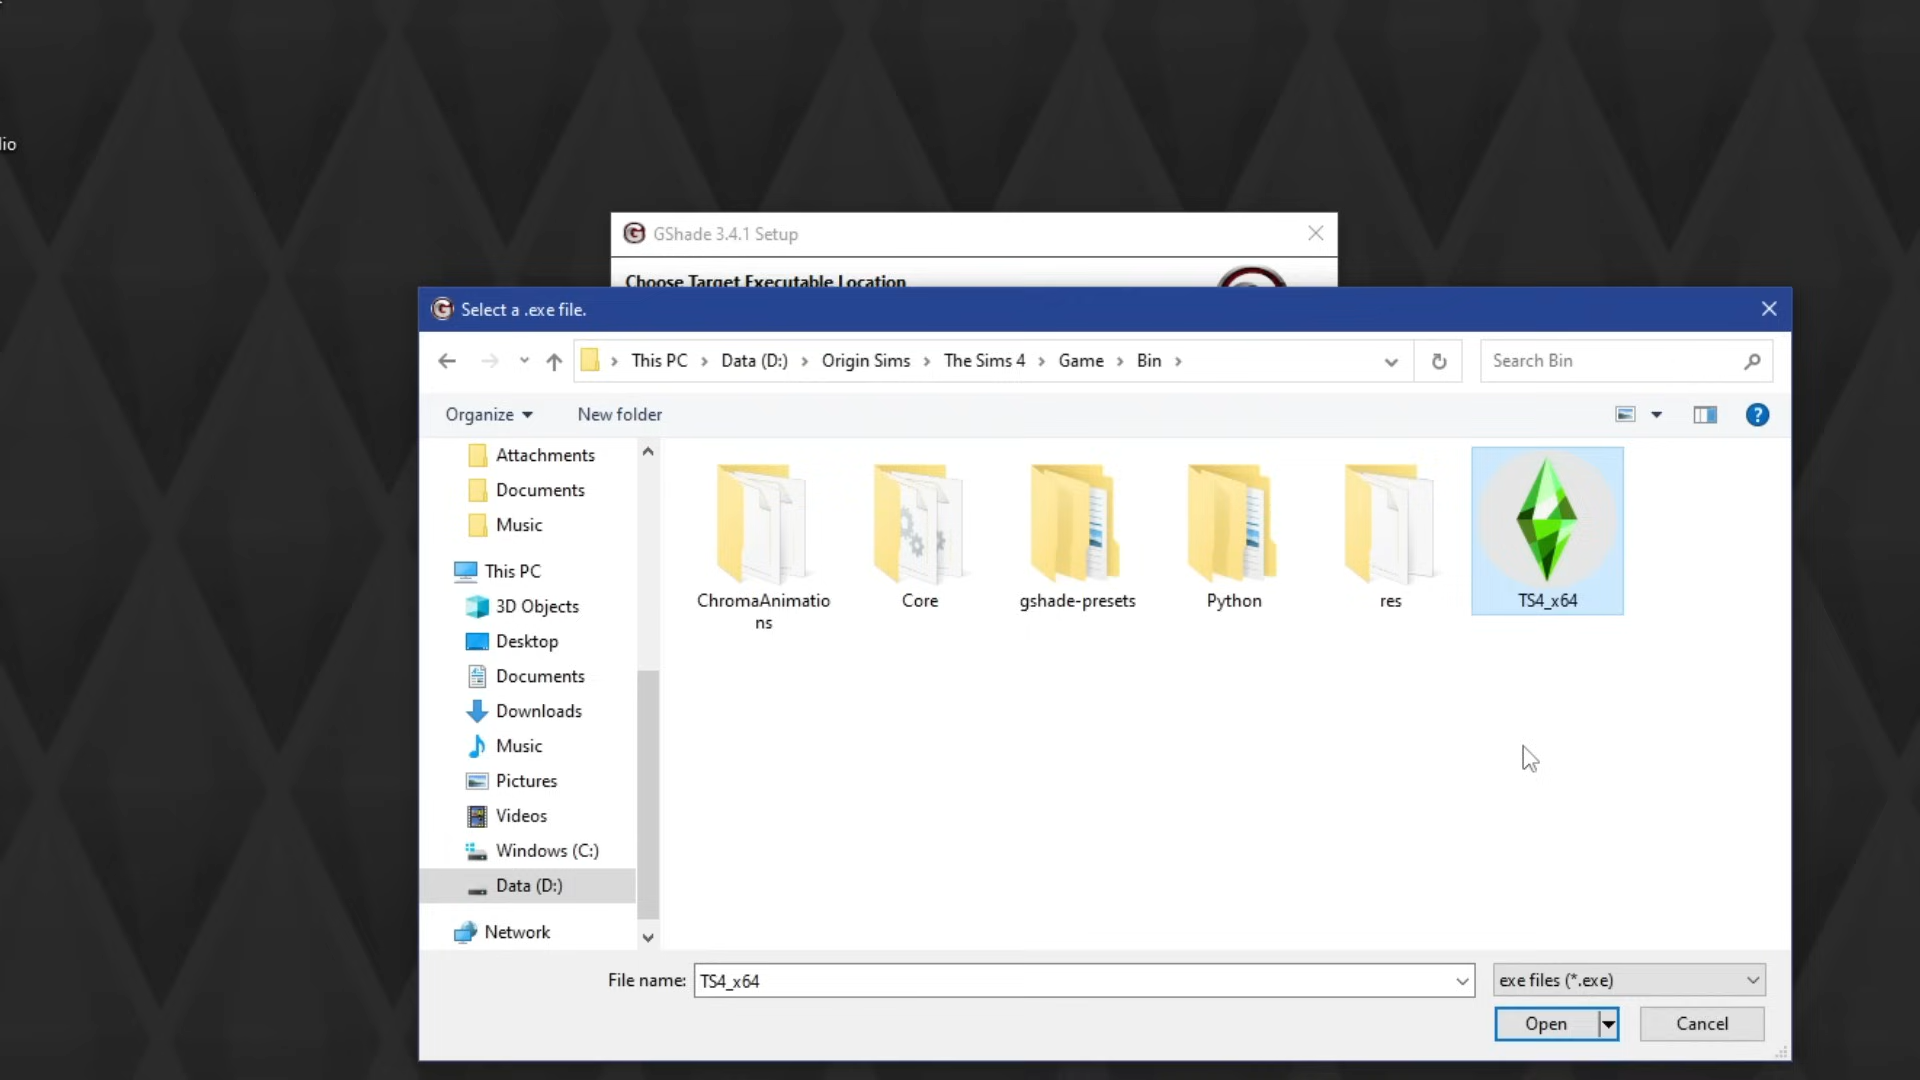 lio
GShade 3.4.1 Setup
Choose Target Executable Location
Select a .exe file.
This PC > Data (D:) > Origin Sims > The Sims 4 > Game > Bin >
Search Bin
Organize
New folder
Attachments
Documents
Music
This PC
3D Objects
Desktop
Documents
Downloads
Music
Pictures
Videos
Windows (C:)
Data (D:)
Network
ChromaAnimatio
ns
Core
gshade-presets
Python
res
TS4_x64
File name:
TS4_x64
exe files (*.exe)
Open
Cancel